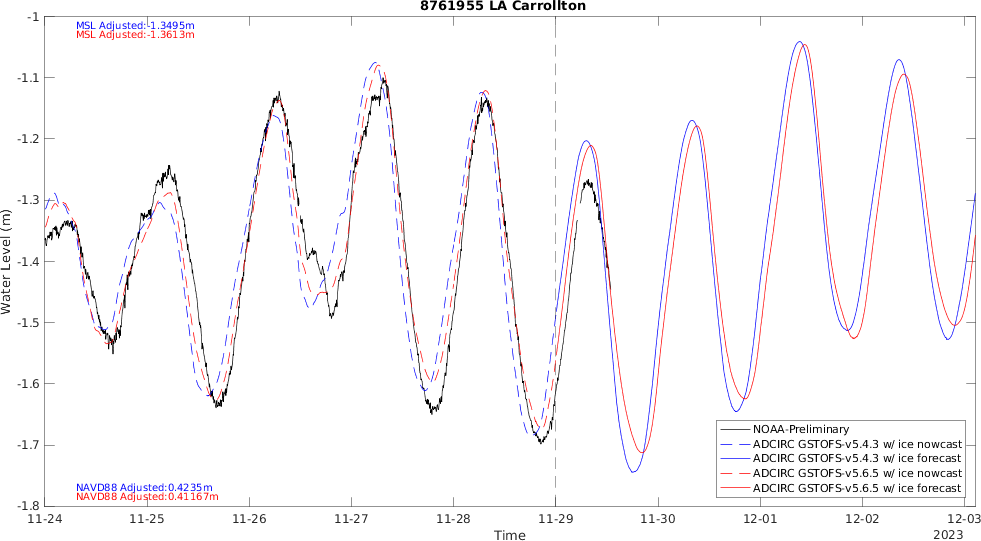 8761955 LA Carrollton
MSL Adjusted:-1.3495m
MSL Adjusted:-1.3613m
-1
-1.1
-1.2
-1.3
-1.4
-1.5
-1.6
-1.7
-1.8
Water Level (m)
NOAA-Preliminary
ADCIRC GSTOFS-v5.4.3 w/ ice nowcast
ADCIRC GSTOFS-v5.4.3 w/ ice forecast
ADCIRC GSTOFS-v5.6.5 w/ ice nowcast
ADCIRC GSTOFS-v5.6.5 w/ ice forecast
NAVD88 Adjusted:0.4235m
NAVD88 Adjusted:0.41167m
11-24 11-25 11-26 11-27 11-28 11-29 11-30 12-01 12-02 12-03
Time
2023